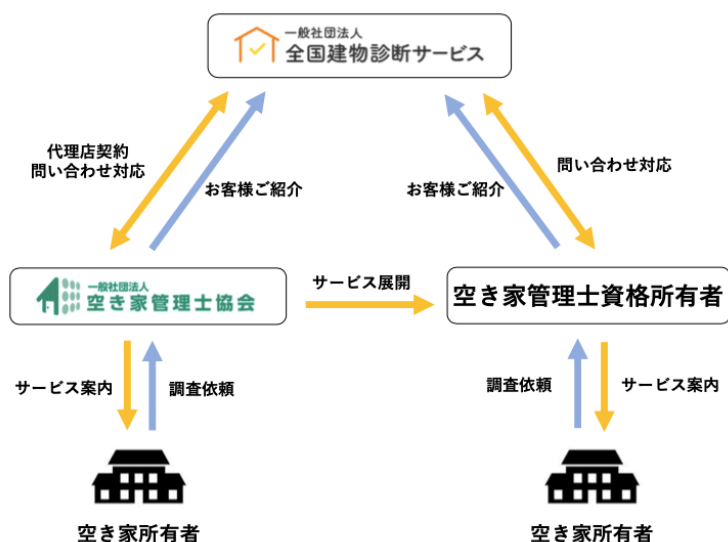 一般社団法人
全国建物診断サービス
代理店契約
問い合わせ対応
お客様ご紹介
お客様ご紹介
問い合わせ対応
一般社団法人
空き家管理士協会
サービス展開
空き家管理士資格所有者
サービス案内
調査依頼
調査依頼
サービス案内
空き家所有者
空き家所有者